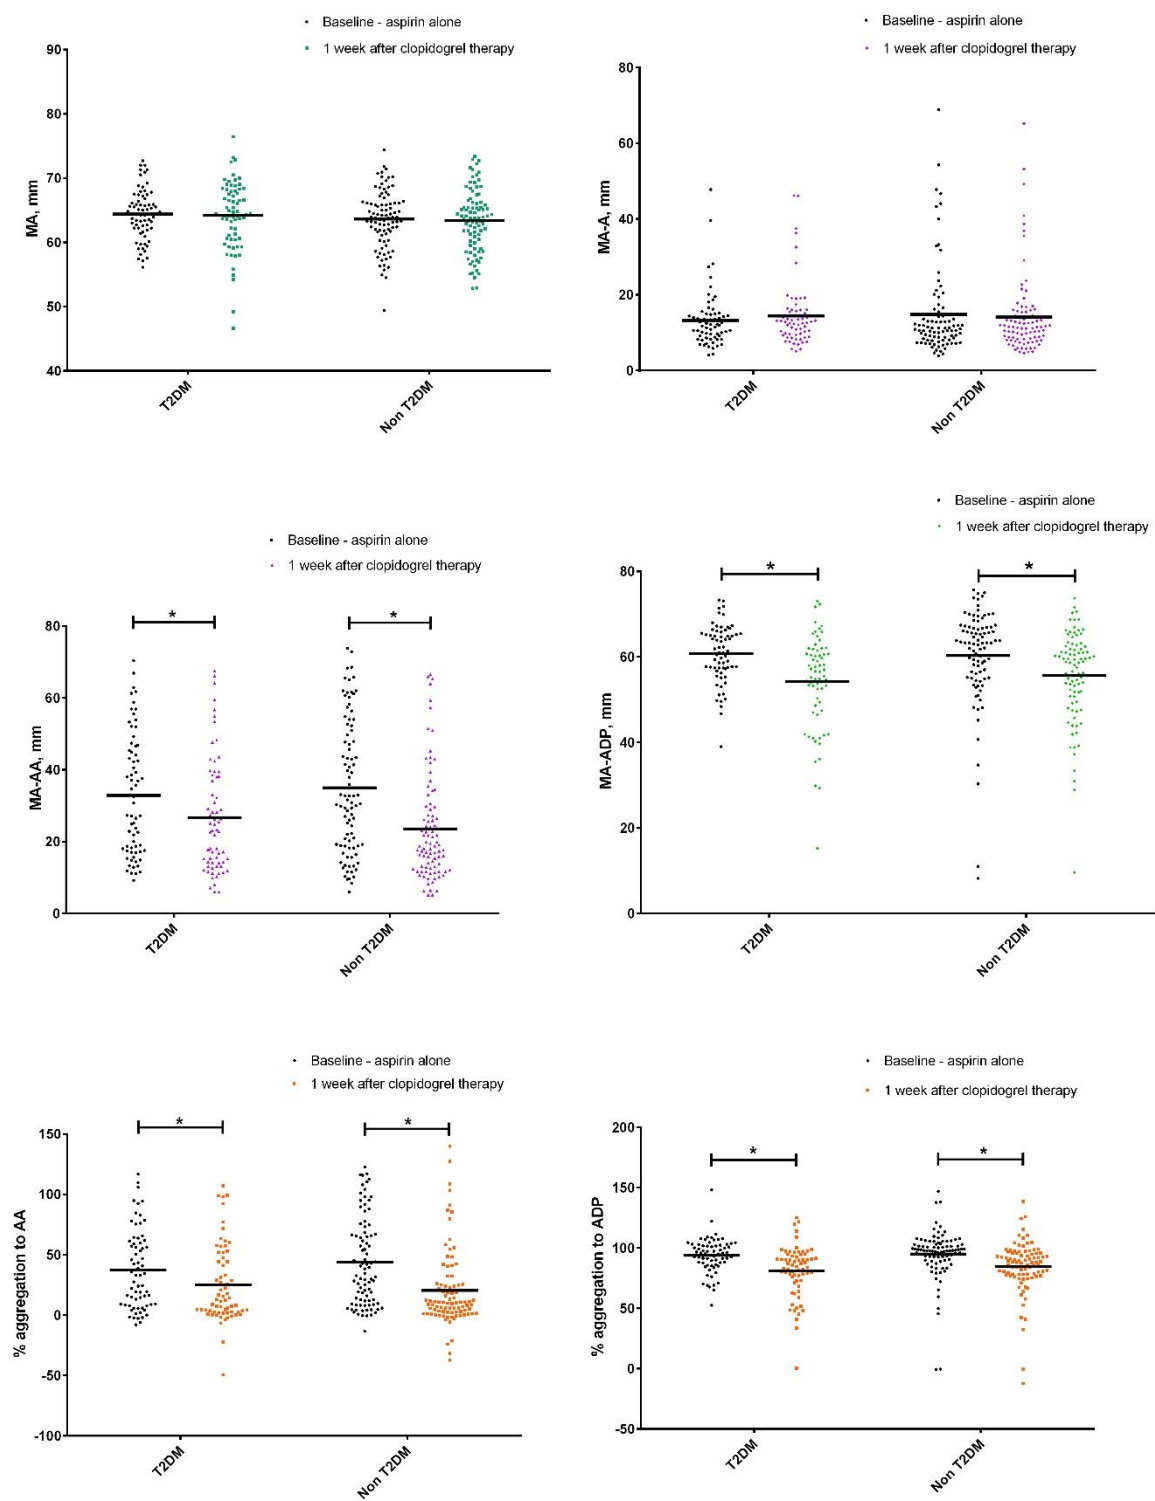 Baseline - aspirin alone
1 week after clopidogrel therapy
90
80
70
60
50
40
MA, mm
T2DM
Non T2DM
Baseline - aspirin alone
1 week after clopidogrel therapy
80
60
40
20
0
MA-A, mm
T2DM
Non T2DM
Baseline - aspirin alone
1 week after clopidogrel therapy
*
*
80
60
40
20
0
MA-AA, mm
T2DM
Non T2DM
Baseline - aspirin alone
1 week after clopidogrel therapy
*
*
80
60
40
20
0
MA-ADP, mm
T2DM
Non T2DM
Baseline - aspirin alone
1 week after clopidogrel therapy
*
*
150
100
50
0
-50
-100
% aggregation to AA
T2DM
Non T2DM
Baseline - aspirin alone
1 week after clopidogrel therapy
*
*
200
150
100
50
0
-50
% aggregation to ADP
T2DM
Non T2DM